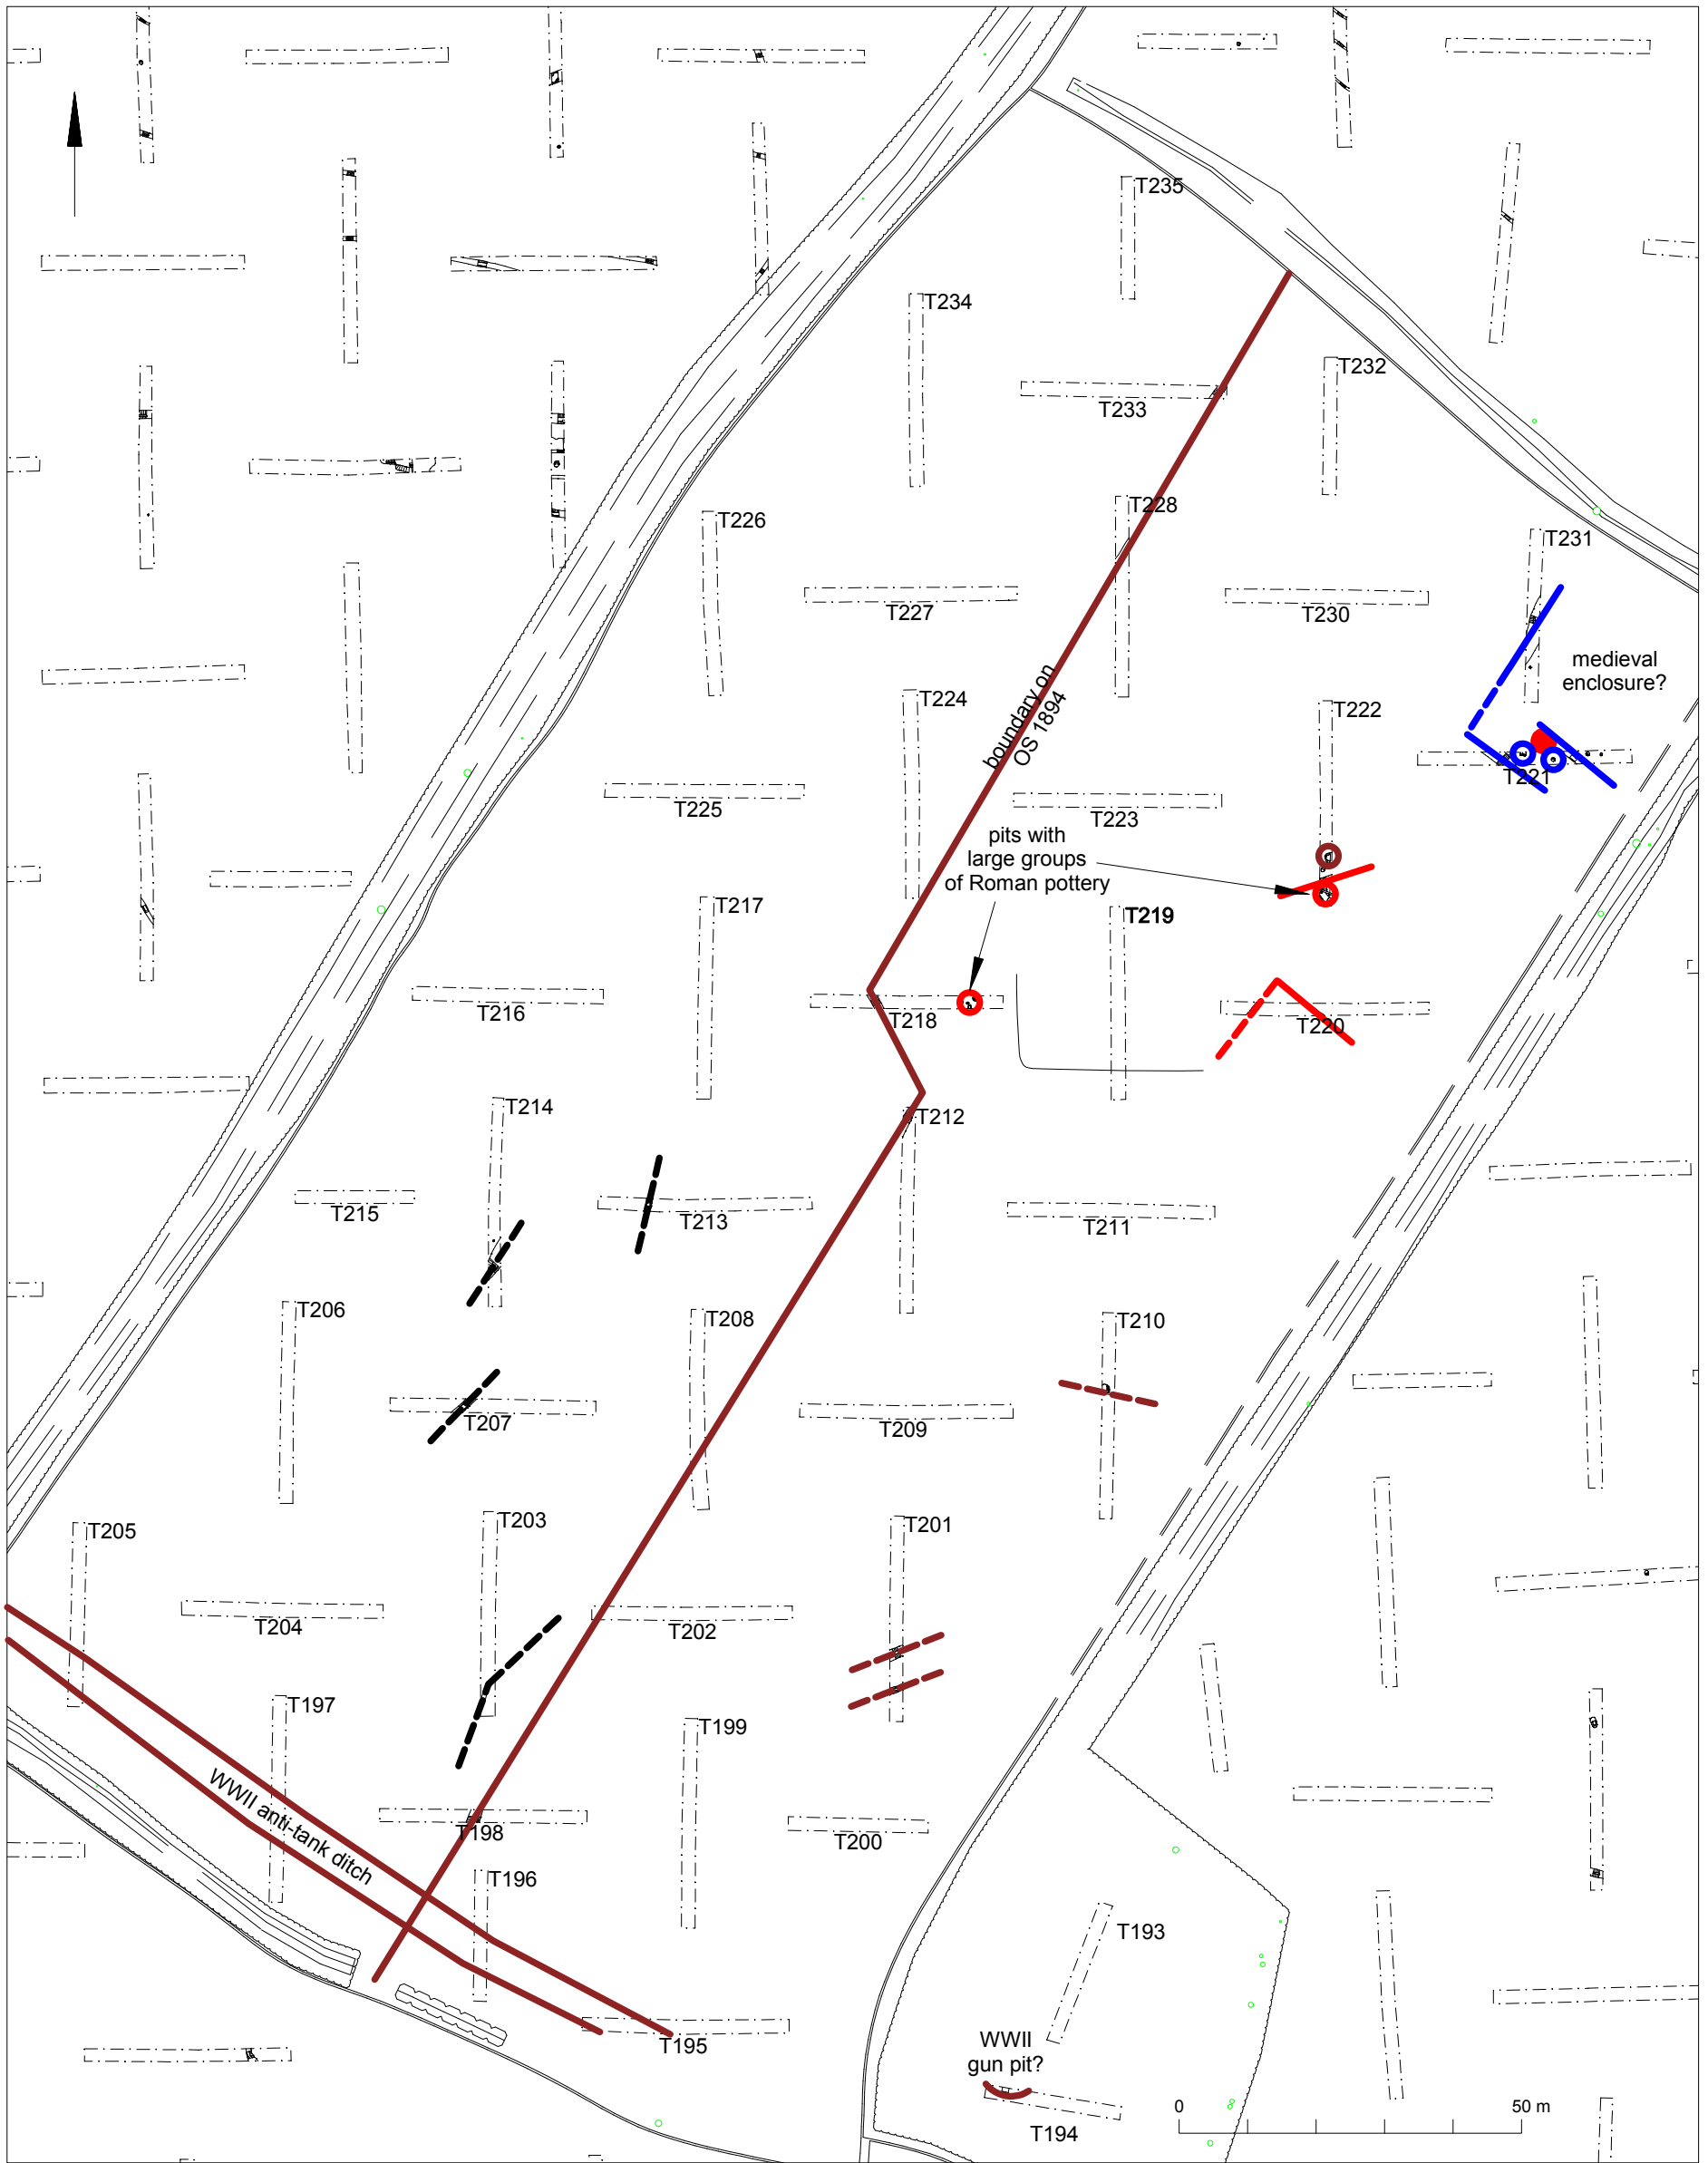 T235
T234
T232
T233
T228
T226
T231
T227
T230
medieval
enclosure?
T224
T222
boundary on
OS 1894
T221
T225
T223
pits with
large groups
of Roman pottery
T217
T219
T216
T218
T220
T214
T212
T215
T213
T211
T206
T208
T210
T207
T209
T203
T201
T205
T204
T202
T197
T199
WWII anti-tank ditch
T198
T200
T196
T193
T195
WWII
gun pit?
T194
0 50 m